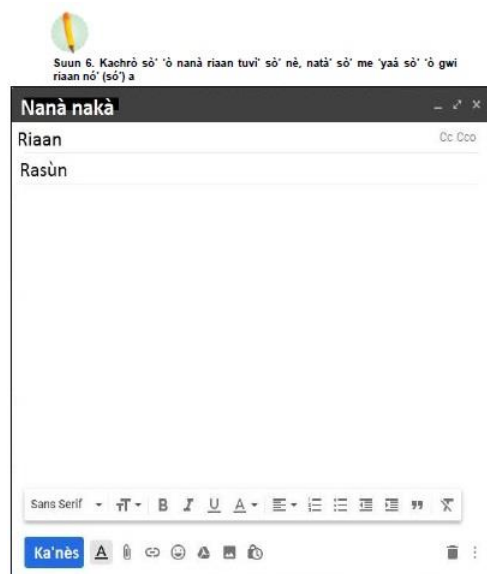 Suun 6. Kachrò sò' 'ò nanà riaan tuvi' sò' nè, natà' sò' me 'yaá sò' 'ò gwi
riaan nó' (só') a
Nanà nakà
Riaan Cc Cco
Rasùn
Sans Serif
Ka'nès